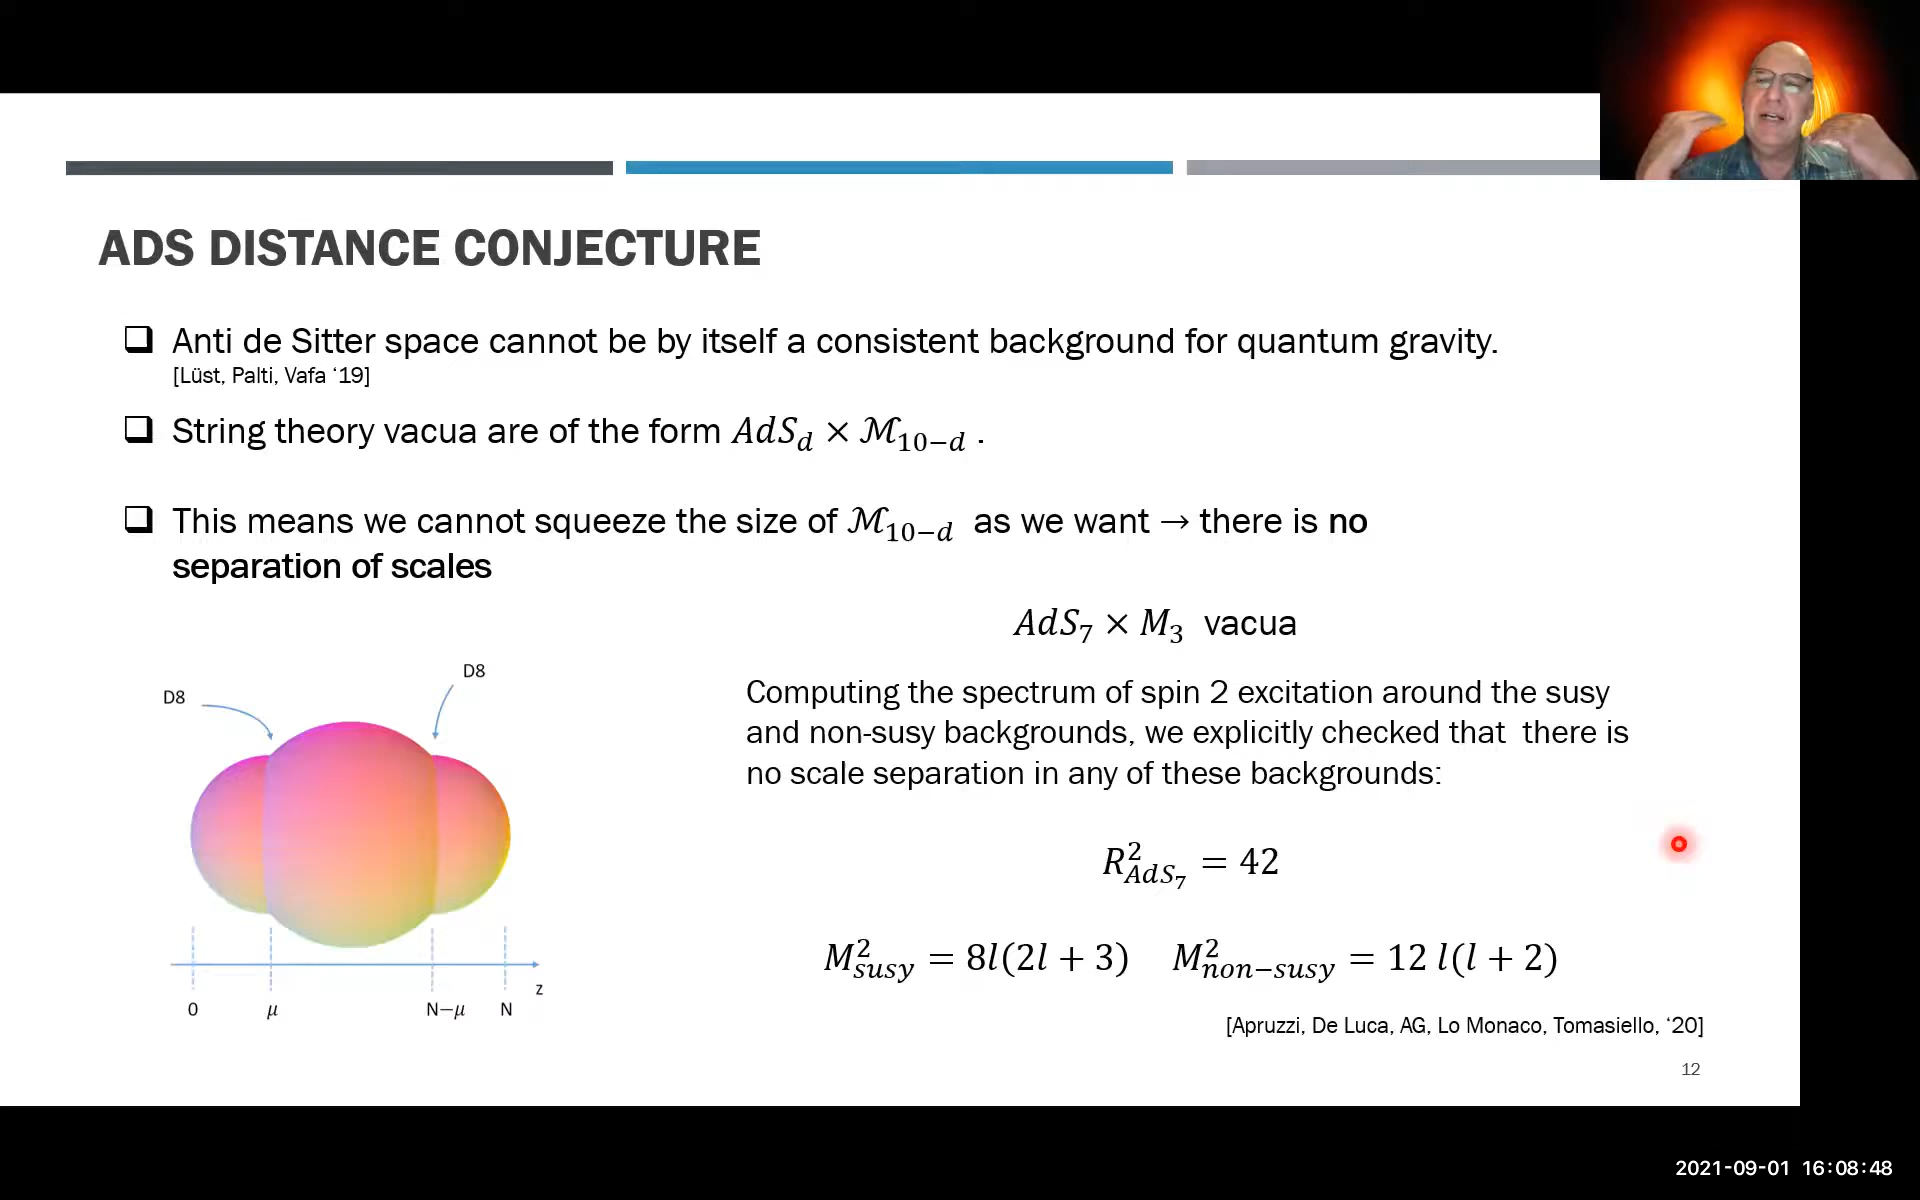 ADS DISTANCE CONJECTURE
❑ Anti de Sitter space cannot be by itself a consistent background for quantum gravity.
[Lüst, Palti, Vafa ‘19]
❑ String theory vacua are of the form $AdS_d \times \mathcal{M}_{10-d}$ .
❑ This means we cannot squeeze the size of $\mathcal{M}_{10-d}$ as we want → there is no
separation of scales
$AdS_7 \times M_3$ vacua
D8
D8
Computing the spectrum of spin 2 excitation around the susy
and non-susy backgrounds, we explicitly checked that there is
no scale separation in any of these backgrounds:
$R^2_{AdS_7} = 42$
$M^2_{susy} = 8l(2l + 3)$ $M^2_{non-susy} = 12\, l(l + 2)$
z
0 μ N−μ N
[Apruzzi, De Luca, AG, Lo Monaco, Tomasiello, ‘20]
12
2021-09-01 16:08:48